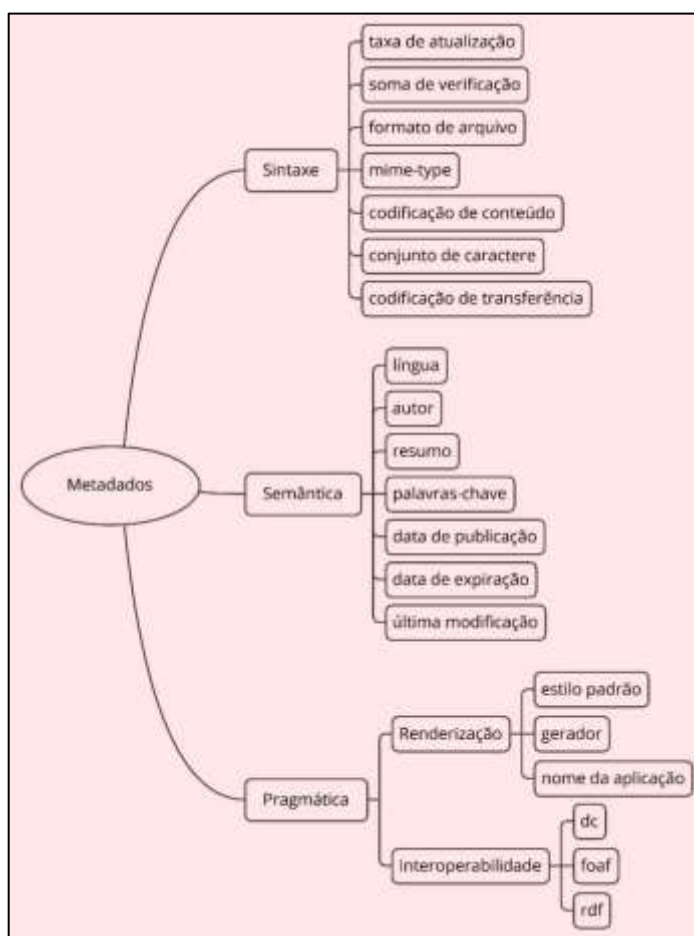 Metadados
Sintaxe
taxa de atualização
soma de verificação
formato de arquivo
mime-type
codificação de conteúdo
conjunto de caractere
codificação de transferência
Semântica
língua
autor
resumo
palavras-chave
data de publicação
data de expiração
última modificação
Pragmática
Renderização
estilo padrão
gerador
nome da aplicação
Interoperabilidade
dc
foaf
rdf